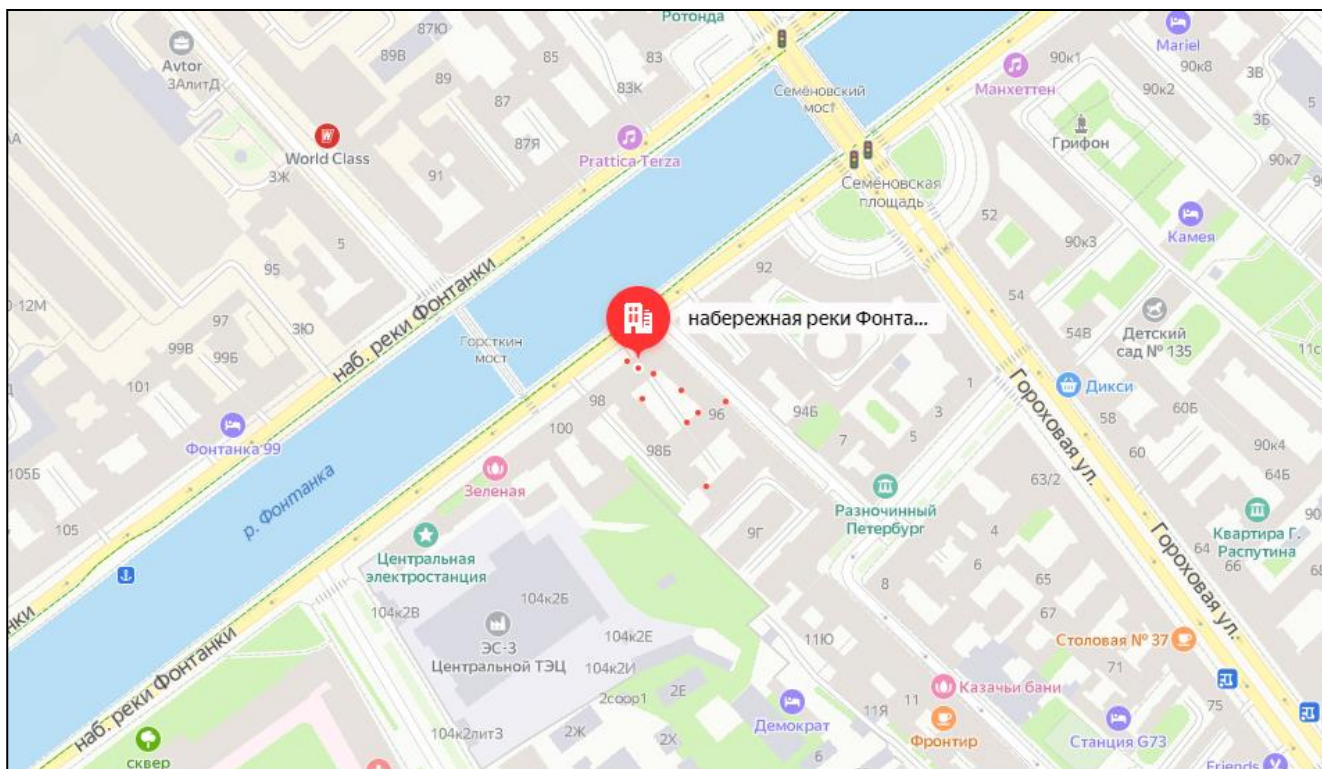 Ротонда
87Ю
89В
85
83
Avtor
3АлитД
89
83К
87
Mariel
90к1
90к8
3В
Манхеттен
90к2
5
Семёновский
мост
87Я
3Б
World Class
Prattica Terza
Грифон
3Ж
91
90к7
Семёновская
площадь
52
Камея
90к3
5
наб. реки Фонтанки
95
92
54
97
3Ю
набережная реки Фонта...
54В
Детский
сад № 135
99В
99Б
Горсткин
мост
101
1
Дикси
98
96
94Б
3
58
60Б
Фонтанка 99
100
7
5
Гороховая ул.
98Б
60
90к4
105Б
р. Фонтанка
Зеленая
63/2
64Б
105
Разночинный
Петербург
9Г
4
Квартира Г.
Распутина
64
66
Центральная
электростанция
6
65
8
104к2Б
104к2В
67
Гороховая ул.
ЭС-3
Центральной ТЭЦ
104к2Е
11Ю
Столовая № 37
104к2И
71
наб. реки Фонтанки
2Е
Казачьи бани
2соор1
11
11Я
75
Демократ
104к2лит3
2Ж
2Х
Фронтир
Станция G73
6
сквер
Friends